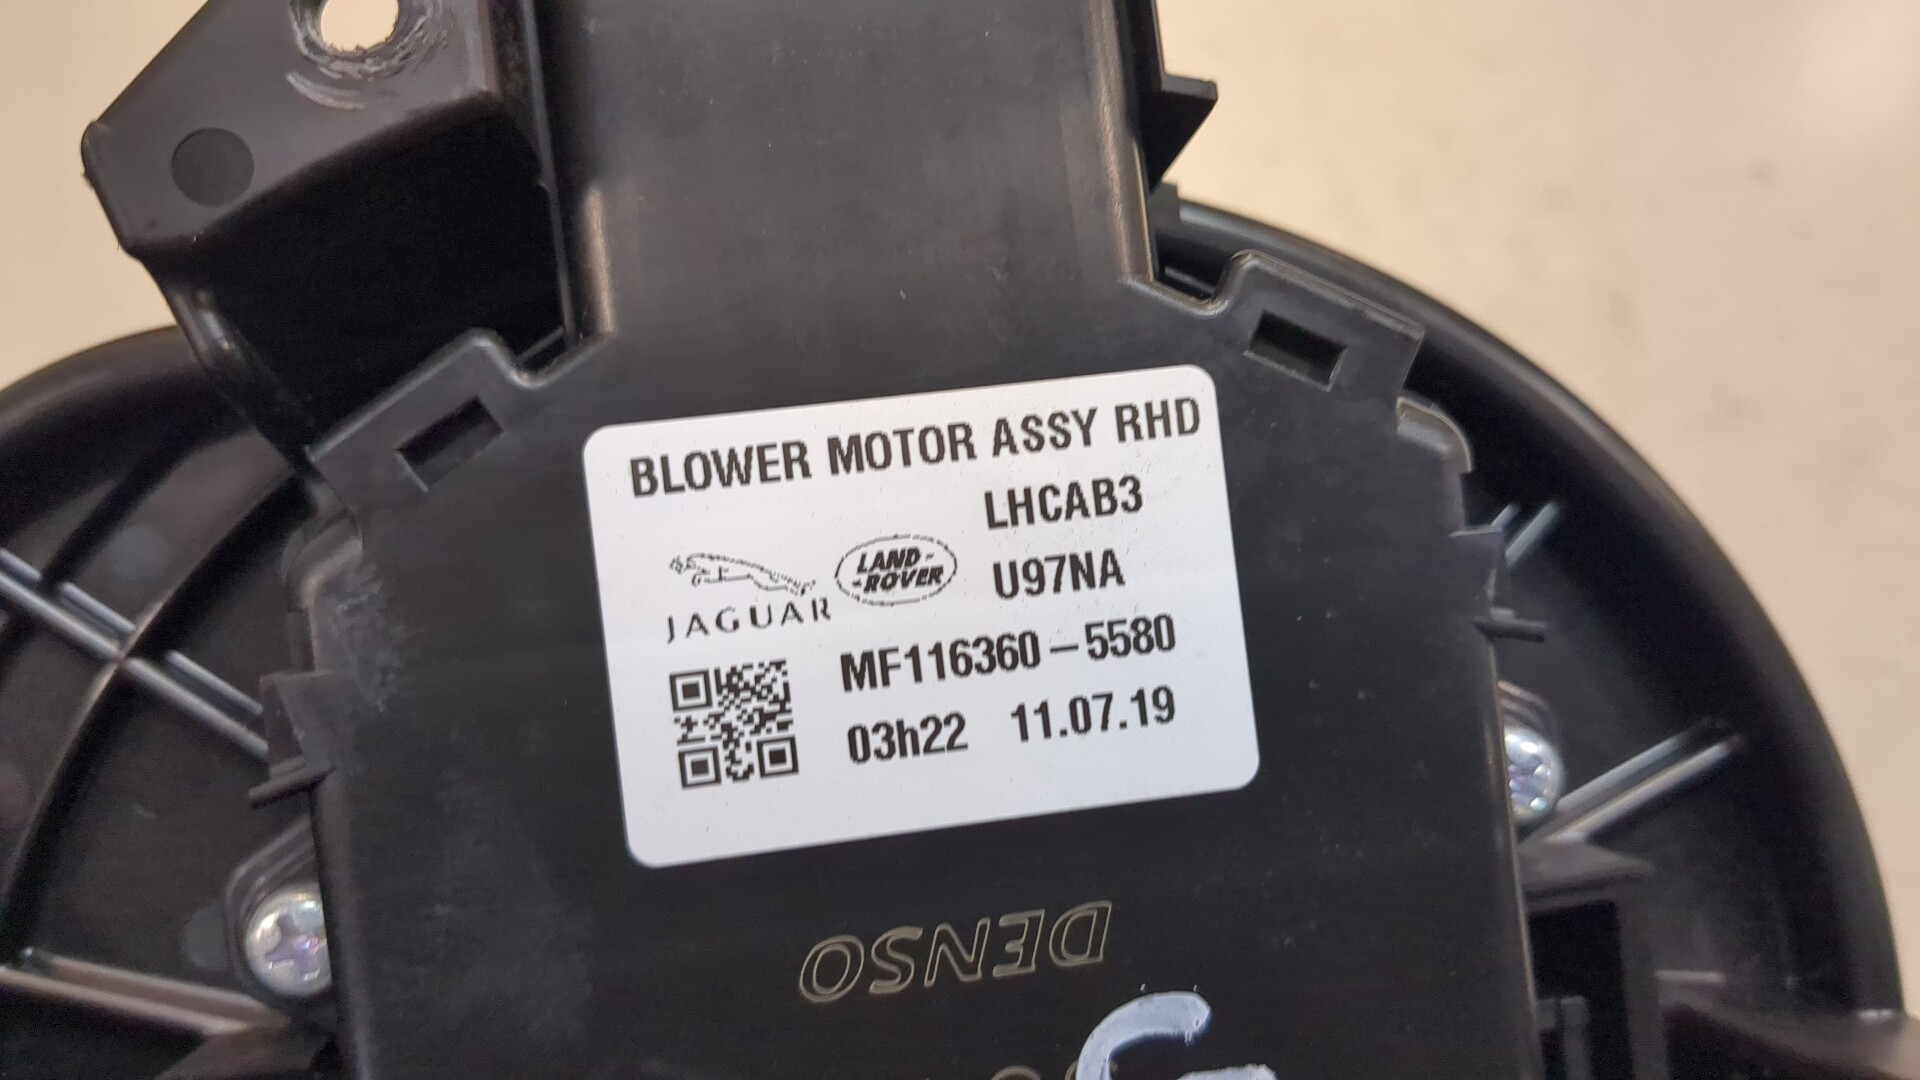 BLOWER MOTOR ASSY RHD
LHCAB3
JAGUAR
LAND-
-ROVER
U97NA
MF116360-5580
03h22 11.07.19
DENSO
G